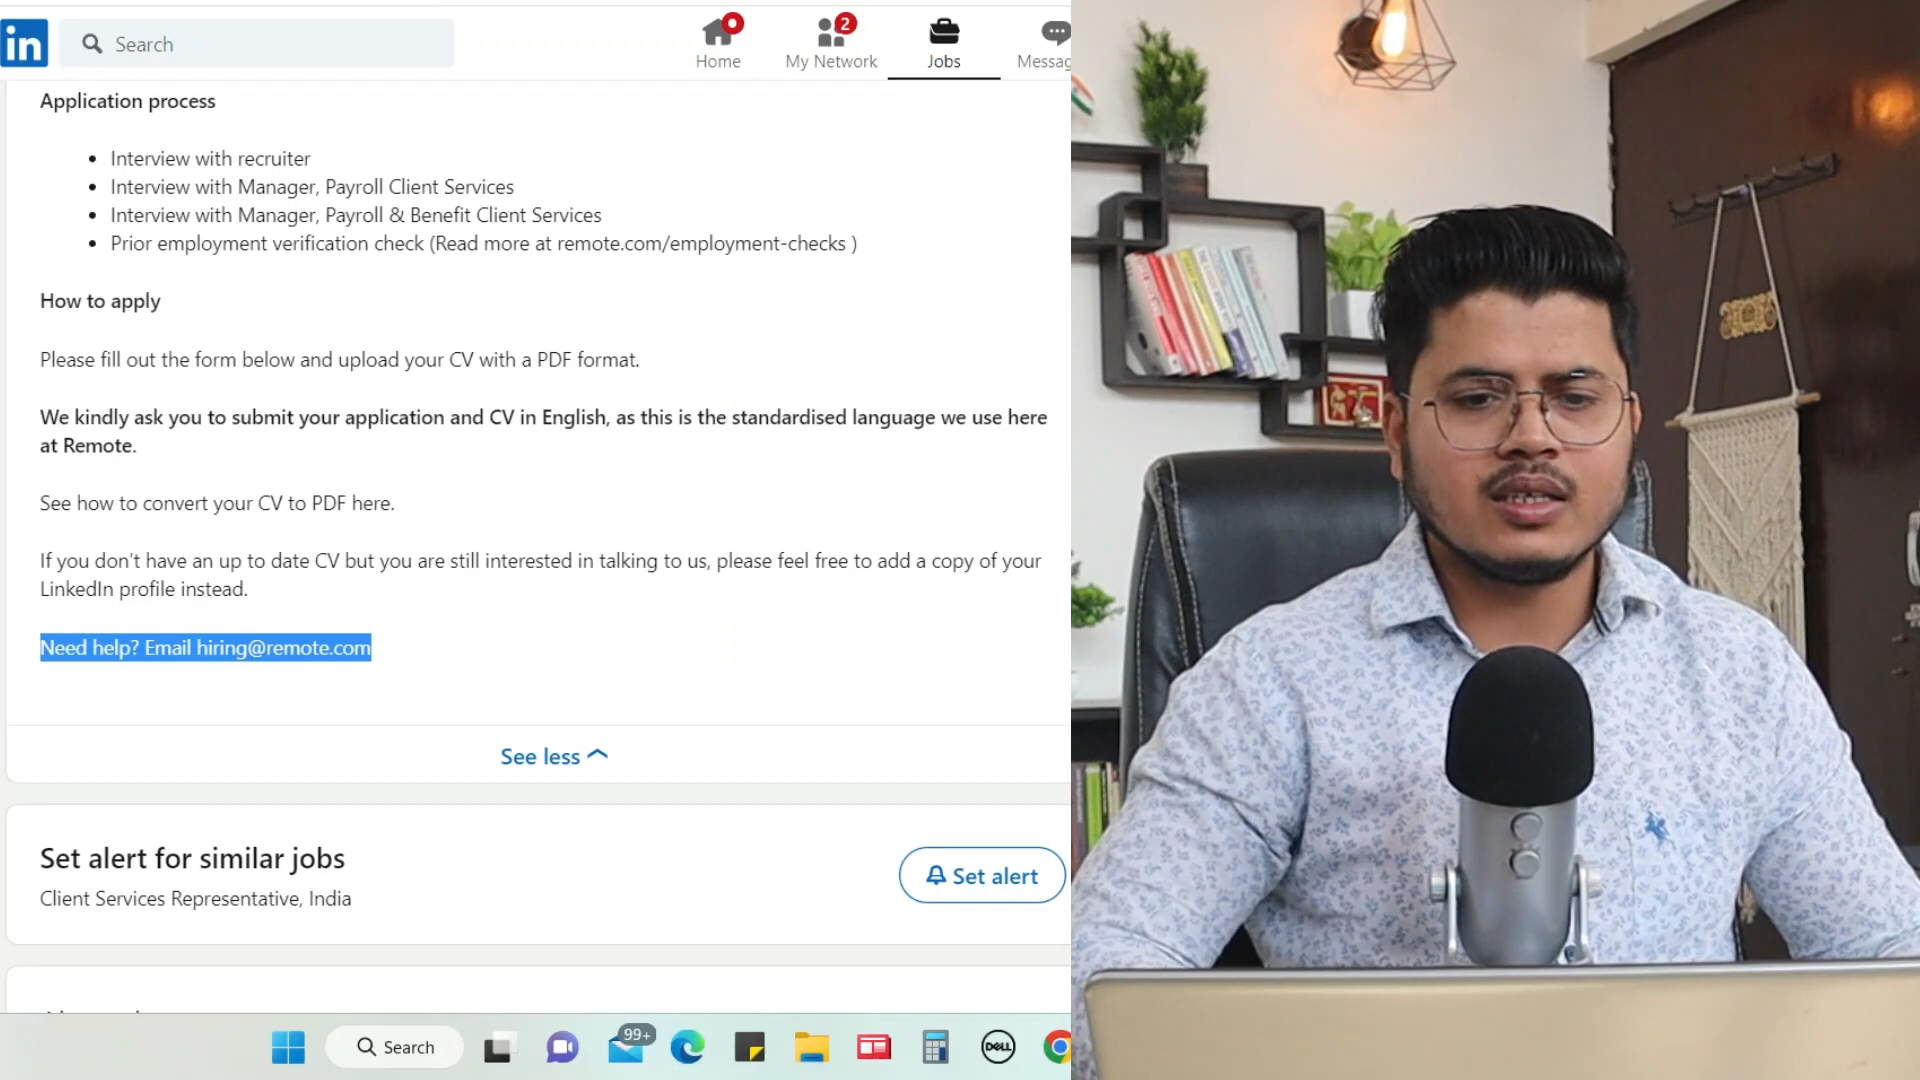 in
Search
Home
2
My Network
Jobs
Messag
Application process
Interview with recruiter
Interview with Manager, Payroll Client Services
Interview with Manager, Payroll & Benefit Client Services
Prior employment verification check (Read more at remote.com/employment-checks )
How to apply
Please fill out the form below and upload your CV with a PDF format.
We kindly ask you to submit your application and CV in English, as this is the standardised language we use here
at Remote.
See how to convert your CV to PDF here.
If you don’t have an up to date CV but you are still interested in talking to us, please feel free to add a copy of your
LinkedIn profile instead.
Need help? Email hiring@remote.com
See less
Set alert for similar jobs
Client Services Representative, India
Set alert
Search
99+
DELL